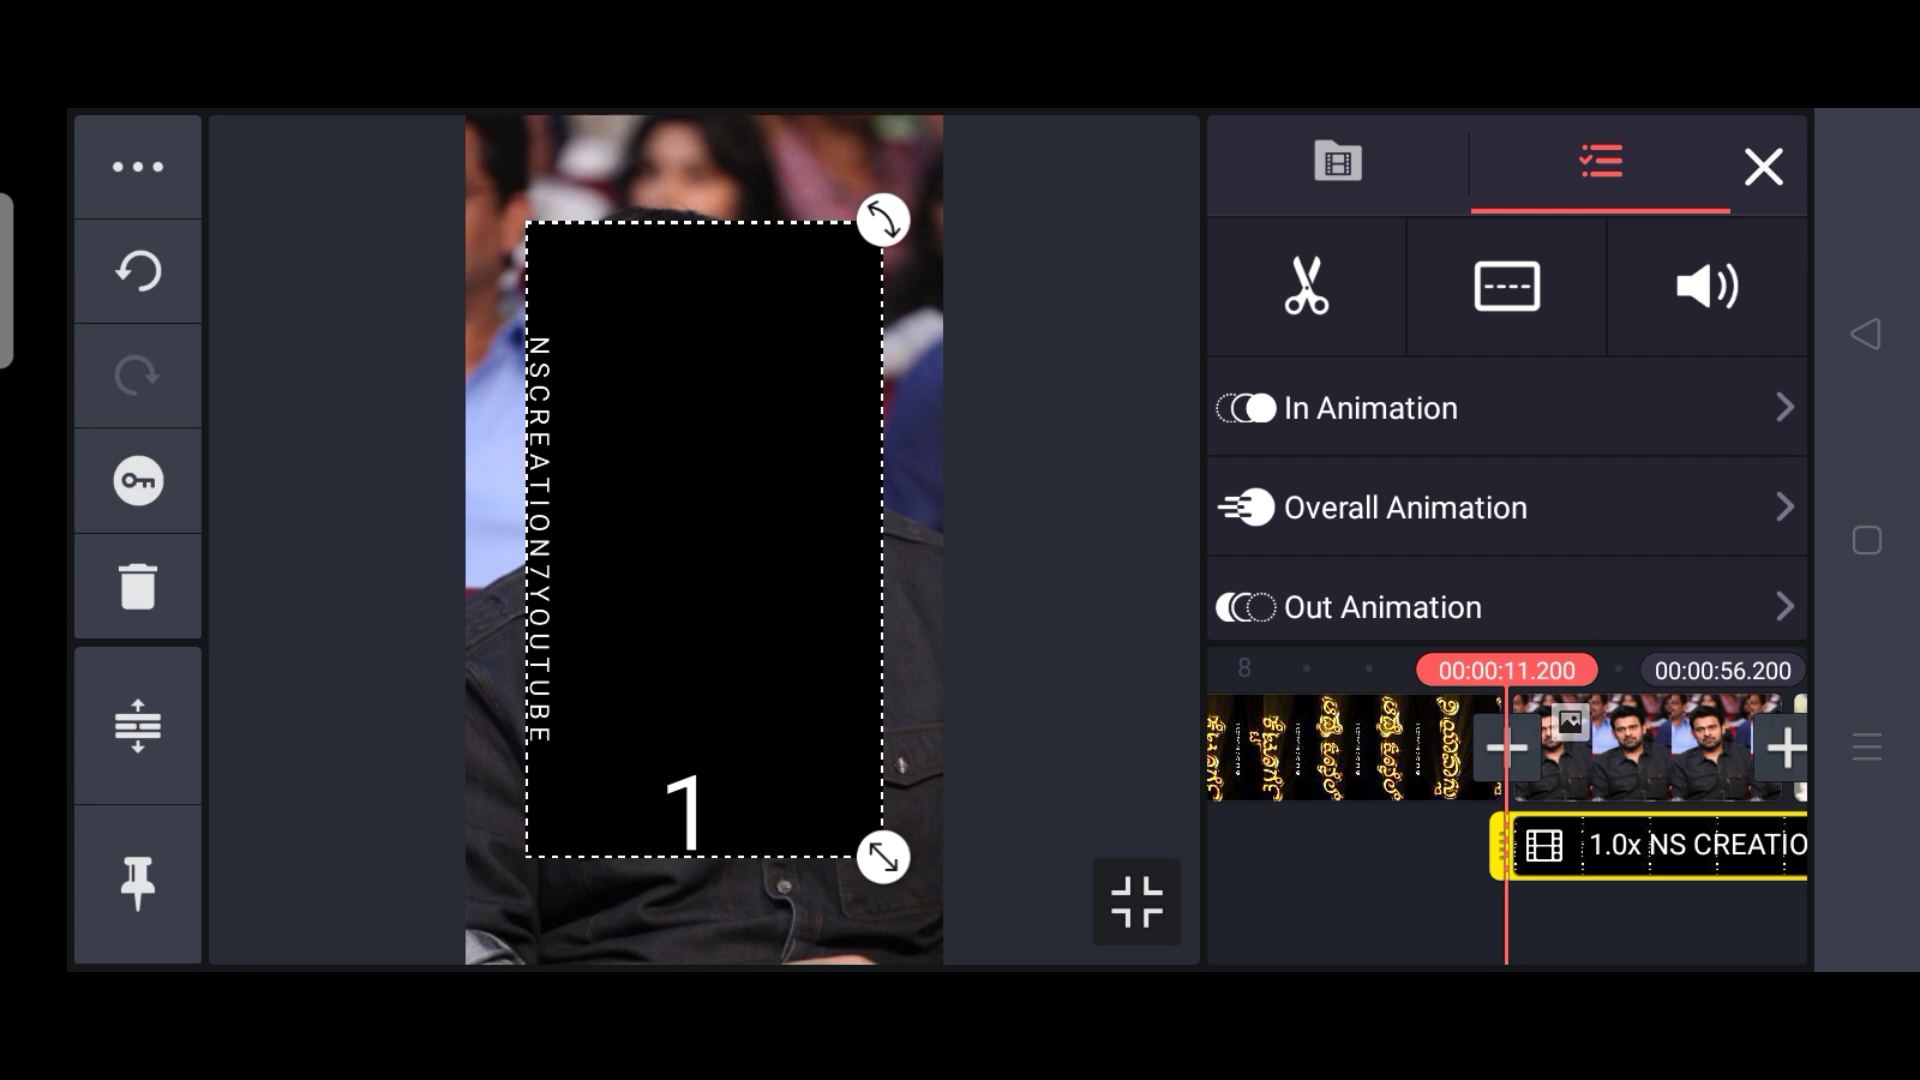 NSCREATION7YOUTUBE
1
In Animation
Overall Animation
Out Animation
8
00:00:11.200
00:00:56.200
1.0x NS CREATIO